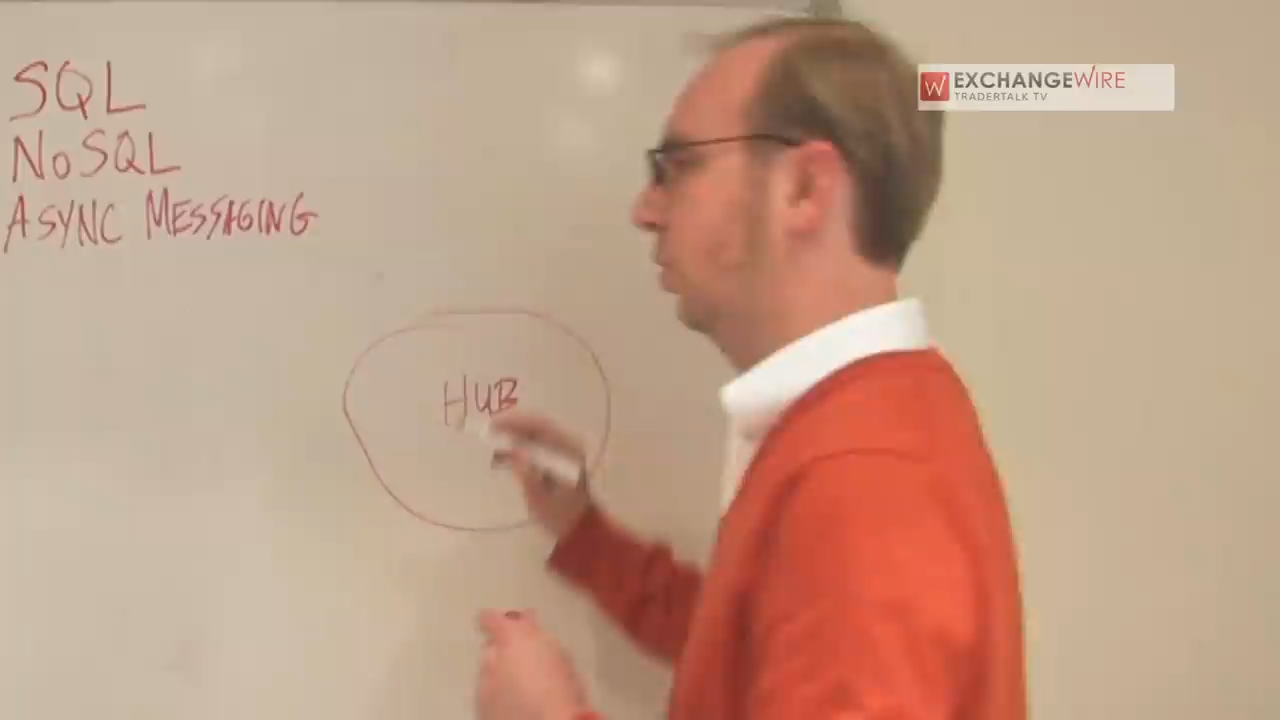 SQL
NoSQL
ASYNC MESSAGING
HUB
W EXCHANGEWIRE
TRADERTALK TV